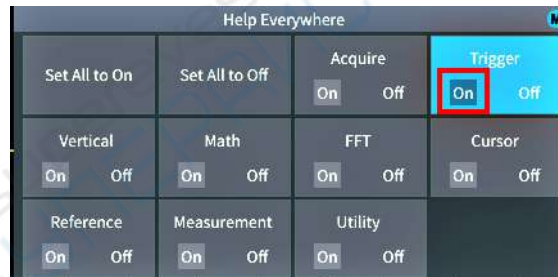 Help Everywhere
M
Set All to On
Set All to Off
Acquire
On Off
Trigger
On Off
Vertical
On Off
Math
On Off
FFT
On Off
Cursor
On Off
Reference
On Off
Measurement
On Off
Utility
On Off